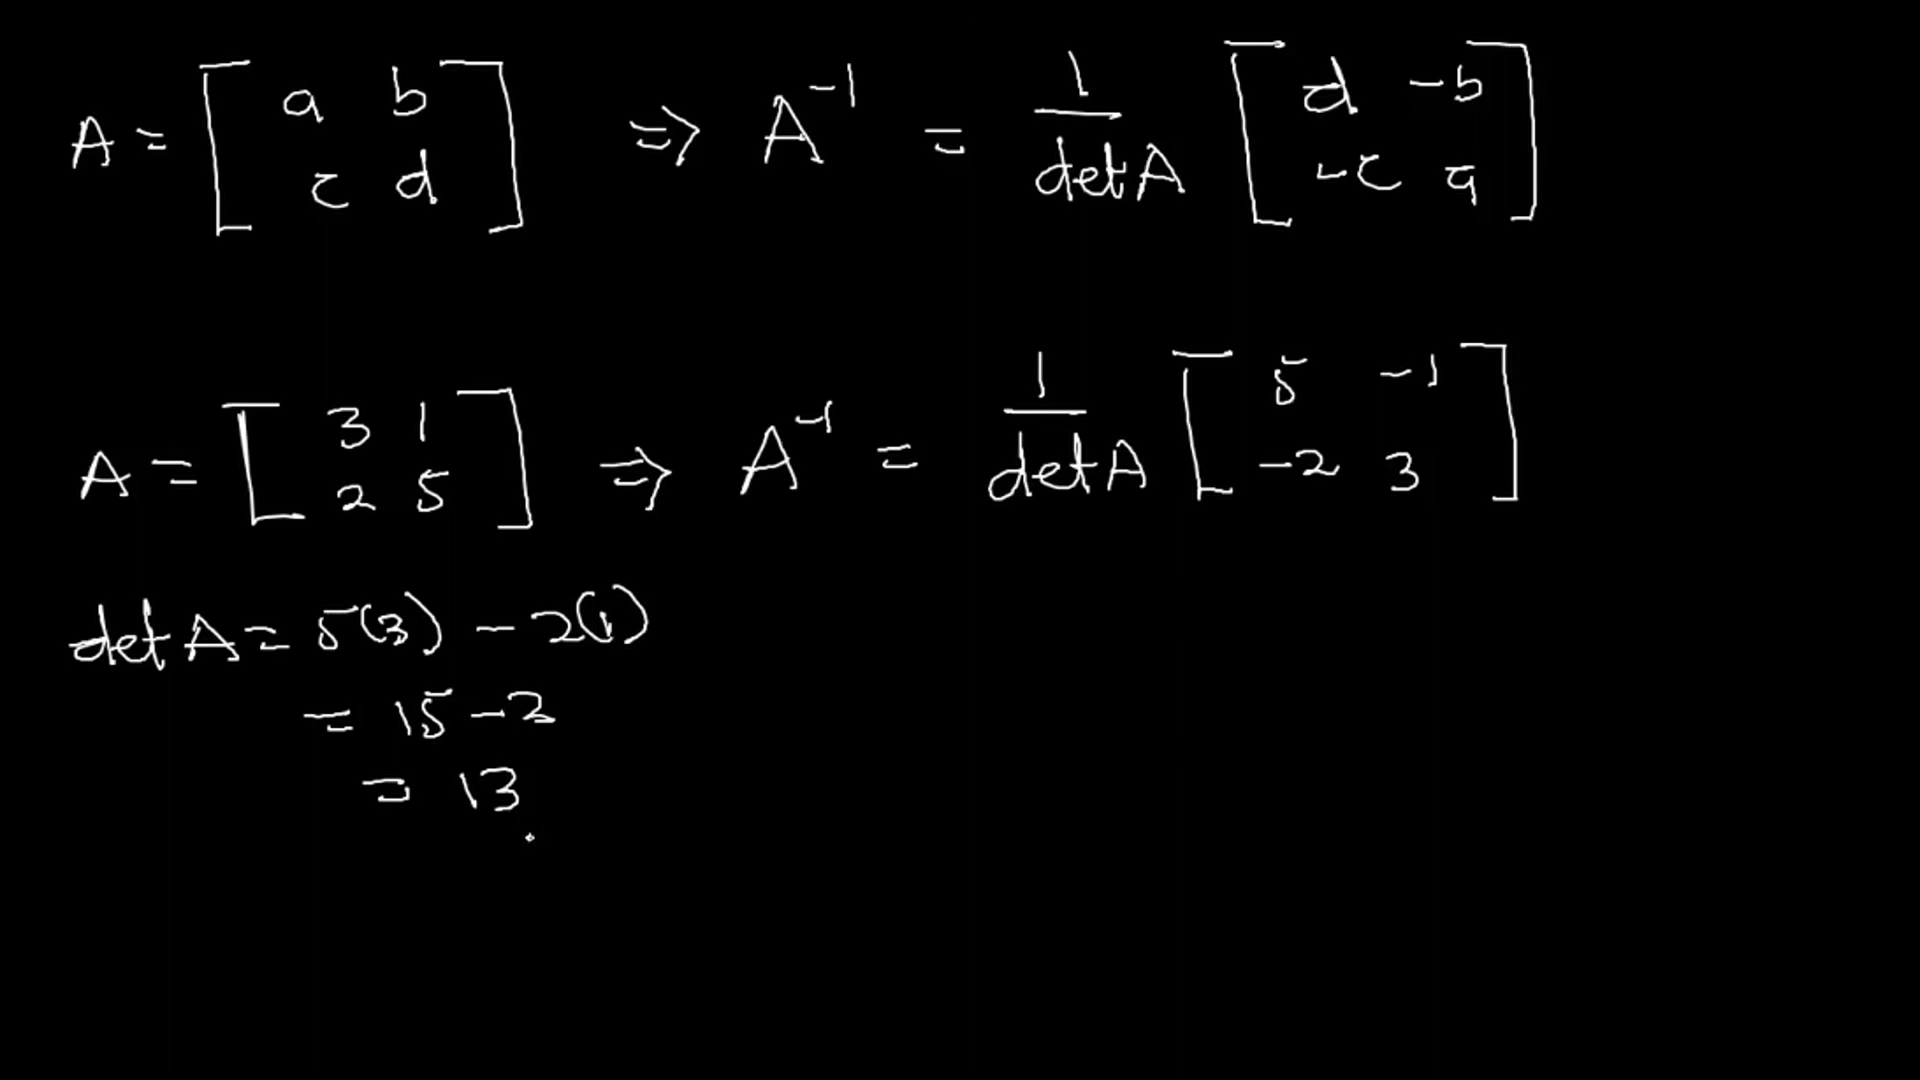 A = [ a b ; c d ] ⇒ A⁻¹ = 1/detA [ d -b ; -c a ]
A = [ 3 1 ; 2 5 ] ⇒ A⁻¹ = 1/detA [ 5 -1 ; -2 3 ]
det A = 5(3) - 2(1)
= 15 - 2
= 13